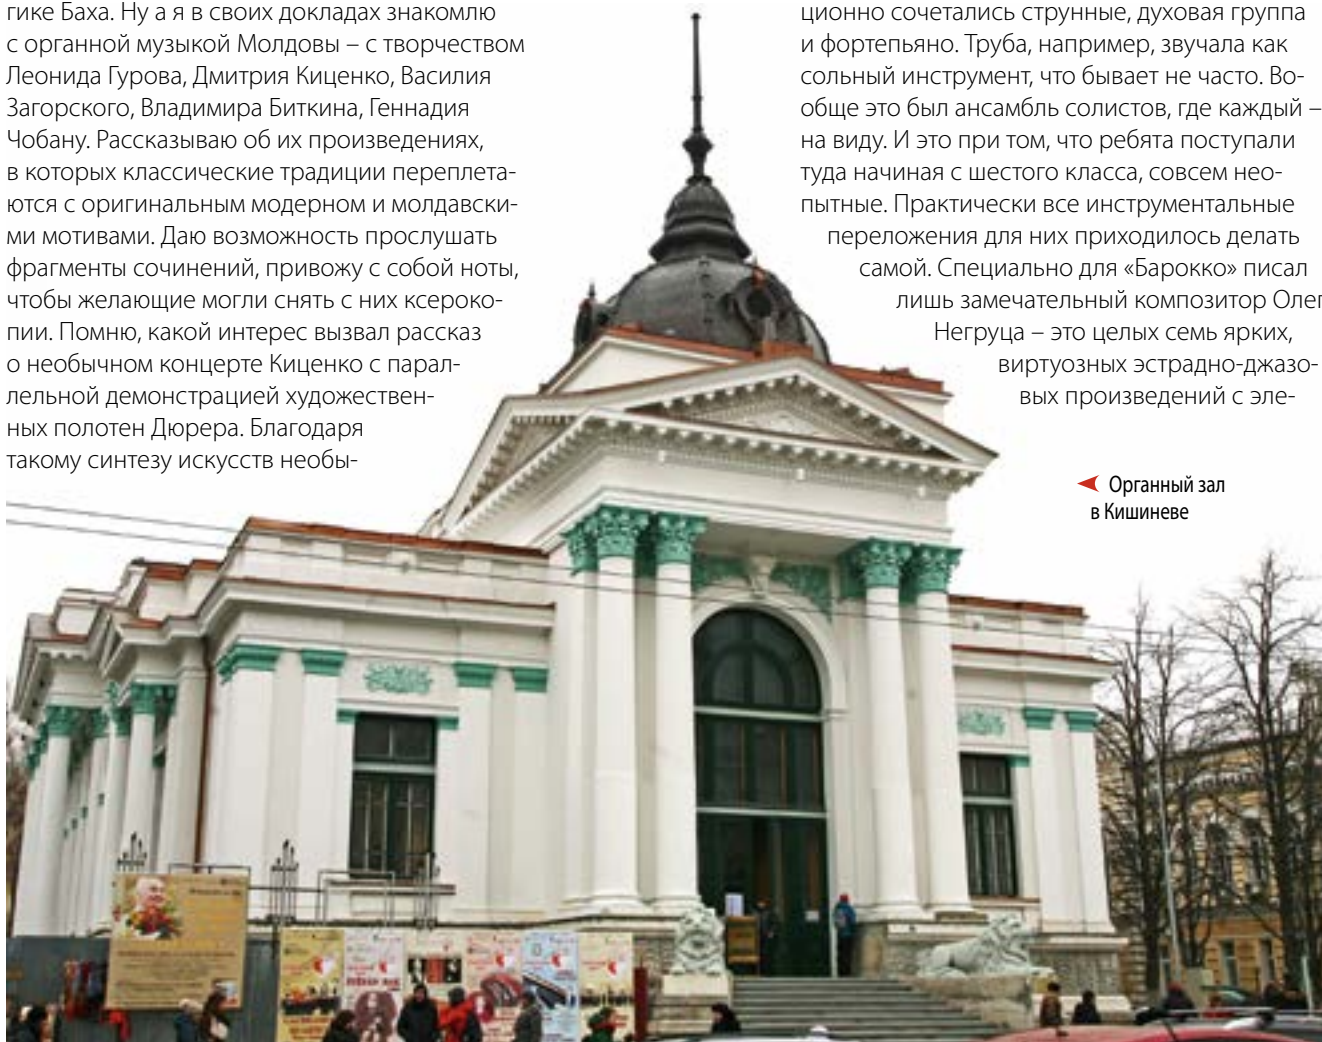 гике Баха. Ну а я в своих докладах знакомлю
с органной музыкой Молдовы – с творчеством
Леонида Гурова, Дмитрия Киценко, Василия
Загорского, Владимира Биткина, Геннадия
Чобану. Рассказываю об их произведениях,
в которых классические традиции перепле­та-
ются с оригинальным модерном и молдавски-
ми мотивами. Даю возможность прослушать
фрагменты сочинений, привожу с собой ноты,
чтобы желающие могли снять с них ксероко-
пии. Помню, какой интерес вызвал рассказ
о необычном концерте Киценко с парал-
лельной демонстрацией художествен-
ных полотен Дюрера. Благодаря
такому синтезу искусств необы-
ционно сочетались струнные, духовая группа
и фортепьяно. Труба, например, звучала как
сольный инструмент, что бывает не часто. Во-
обще это был ансамбль солистов, где каждый –
на виду. И это при том, что ребята поступали
туда начиная с шестого класса, совсем нео-
пытные. Практически все инструментальные
переложения для них приходилось делать
самой. Специально для «Барокко» писал
лишь замечательный композитор Олег
Негруца – это целых семь ярких,
виртуозных эстрадно-джазо-
вых произведений с эле-
Органный зал
в Кишиневе